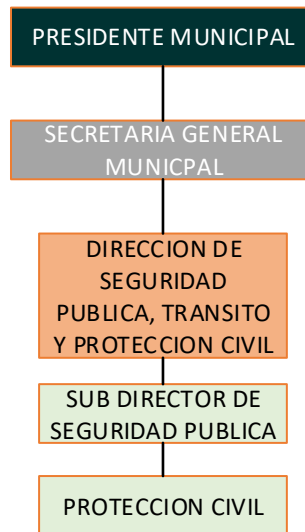 PRESIDENTE MUNICIPAL
SECRETARIA GENERAL
MUNICPAL
DIRECCION DE
SEGURIDAD
PUBLICA, TRANSITO
Y PROTECCION CIVIL
SUB DIRECTOR DE
SEGURIDAD PUBLICA
PROTECCION CIVIL